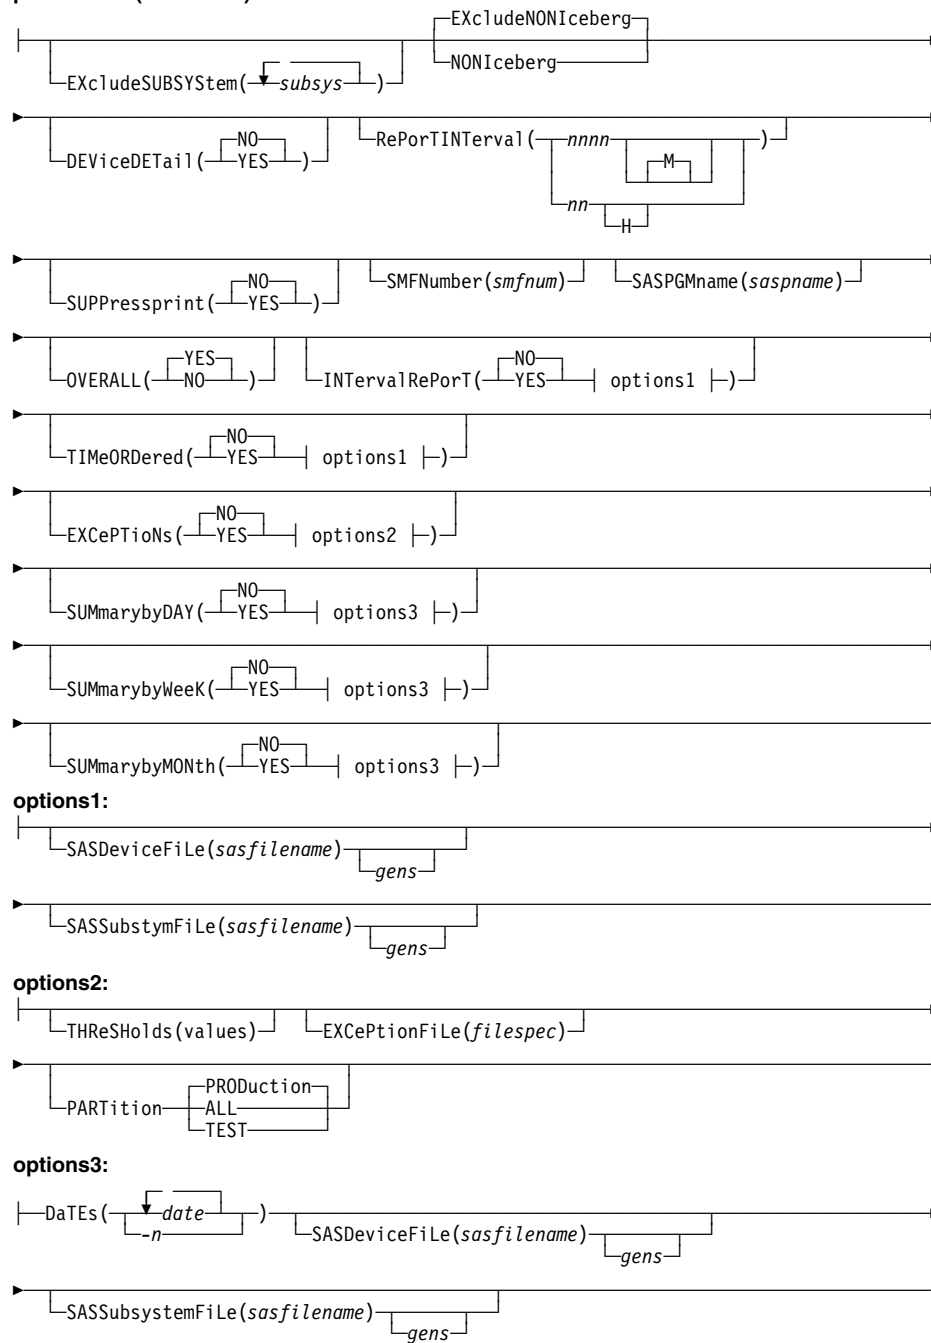 EXcludeNONIceberg
EXcludeSUBSYStem( subsys )
NONIceberg
NO
DEViceDETail( YES )
RePorTINTerval( nnnn M )
nn H
NO
SUPPressprint( YES )
SMFNumber(smfnum)
SASPGMname(saspname)
YES
OVERALL( NO )
NO
INTervalRePorT( YES options1 )
NO
TIMeORDered( YES options1 )
NO
EXCePTioNs( YES options2 )
NO
SUMmarybyDAY( YES options3 )
NO
SUMmarybyWeeK( YES options3 )
NO
SUMmarybyMONth( YES options3 )
options1:
SASDeviceFiLe(sasfilename) gens
SASSubstymFiLe(sasfilename) gens
options2:
THReSHolds(values) EXCePtionFiLe(filespec)
PRODuction
PARTition ALL
TEST
options3:
DaTEs( date )
-n
SASDeviceFiLe(sasfilename) gens
SASSubsystemFiLe(sasfilename) gens